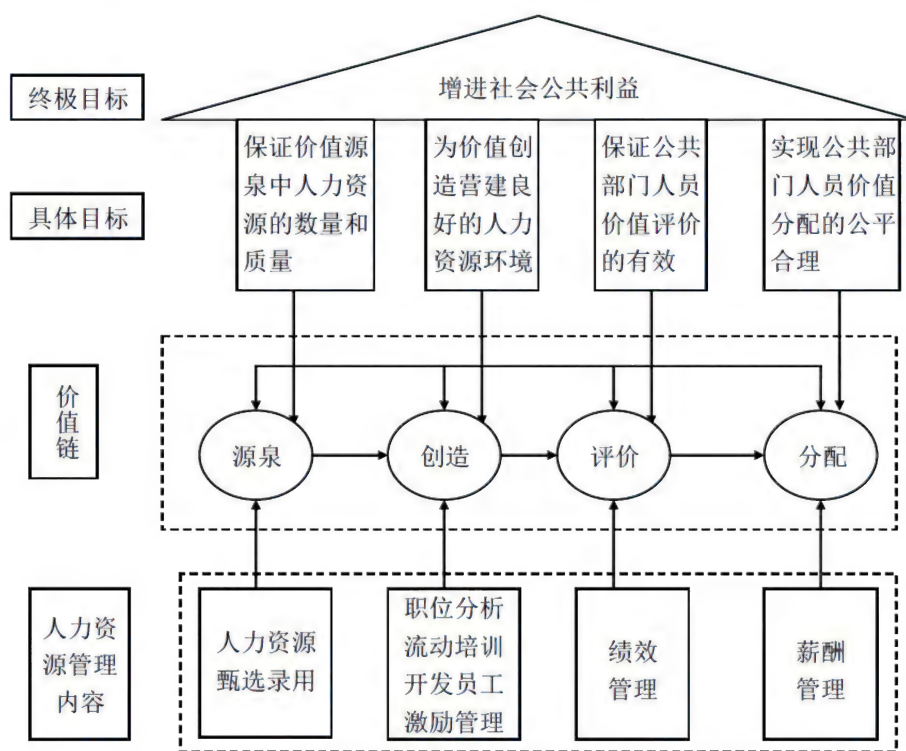 终极目标
增进社会公共利益
具体目标
保证价值源
泉中人力资
源的数量和
质量
为价值创
造营建良
好的人力
资源环境
保证公共
部门人员
价值评价
的有效
实现公共部
门人员价值
分配的公平
合理
价
值
链
源泉
创造
评价
分配
人力资
源管理
内容
人力资源
甄选录用
职位分析
流动培训
开发员工
激励管理
绩效
管理
薪酬
管理